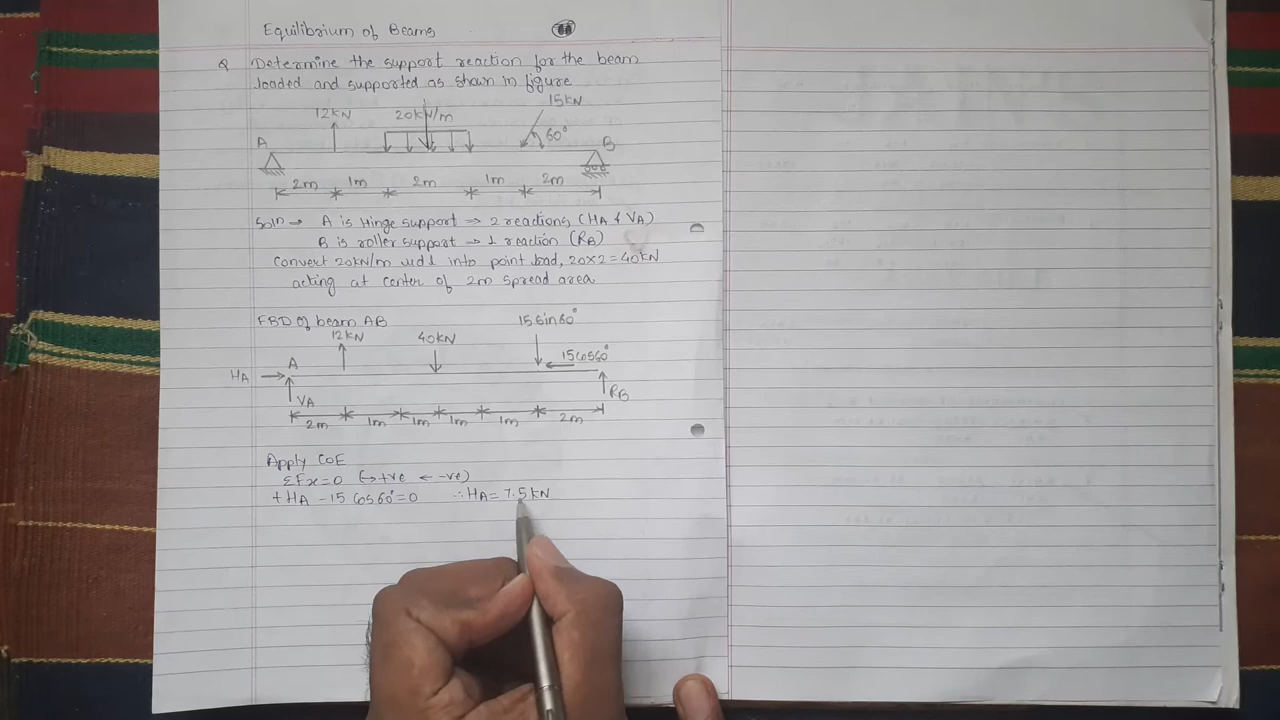 Equilibrium of Beams
Q Determine the support reaction for the beam
loaded and supported as shown in figure
12kN 20kN/m 15kN
A 60° B
2m 1m 2m 1m 2m
Soln → A is Hinge support → 2 reactions (HA & VA)
B is roller support → 1 reaction (RB)
Convert 20kN/m udl into point load, 20×2=40kN
acting at center of 2m spread area
FBD of beam AB
12kN 40kN 15sin60°
A 15cos60°
HA
VA RB
2m 1m 1m 1m 1m 2m
Apply COE
ΣFx=0 (→+ve ←-ve)
+HA -15 cos60°=0 ∴HA= 7.5kN